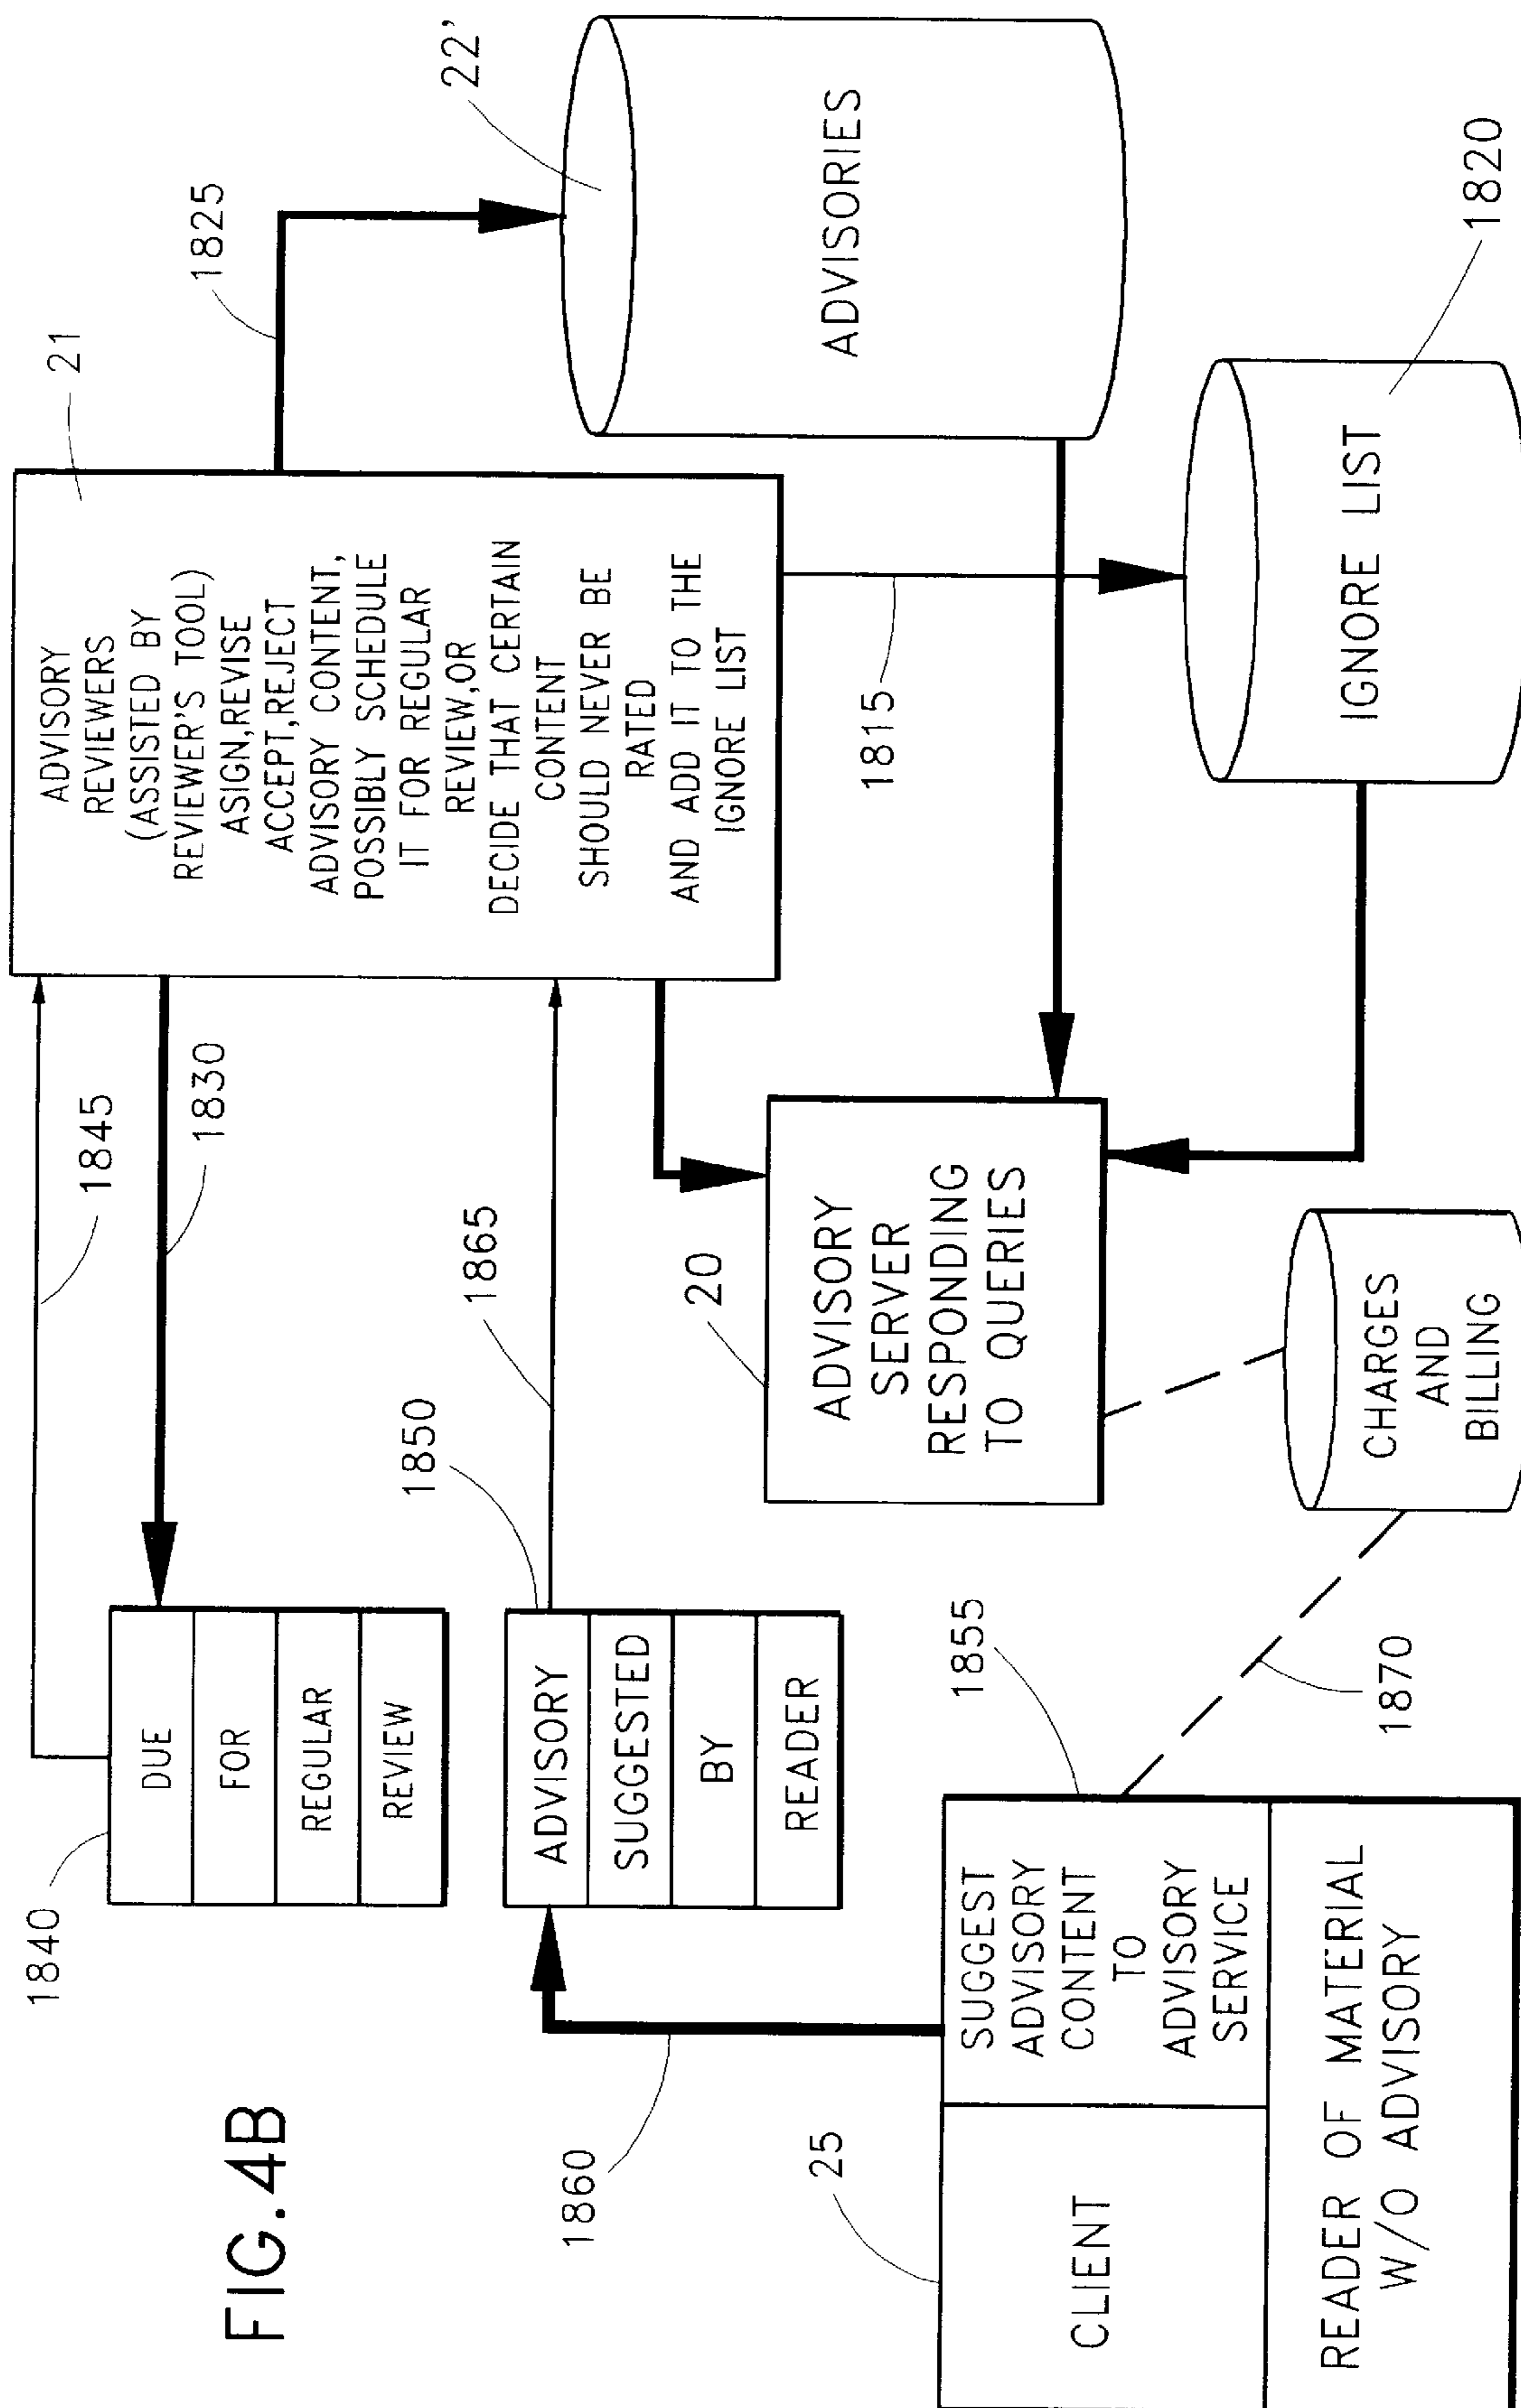 FIG.4B
1840
DUE
FOR
REGULAR
REVIEW
1845
1830
1850
ADVISORY
SUGGESTED
BY
READER
1865
1860
25
CLIENT
SUGGEST
ADVISORY
CONTENT
TO
ADVISORY
SERVICE
READER OF MATERIAL
W/O ADVISORY
1855
1870
20
ADVISORY
SERVER
RESPONDING
TO QUERIES
CHARGES
AND
BILLING
21
ADVISORY
REVIEWERS
(ASSISTED BY
REVIEWER'S TOOL)
ASIGN,REVISE
ACCEPT,REJECT
ADVISORY CONTENT,
POSSIBLY SCHEDULE
IT FOR REGULAR
REVIEW,OR
DECIDE THAT CERTAIN
CONTENT
SHOULD NEVER BE
RATED
AND ADD IT TO THE
IGNORE LIST
1825
22'
ADVISORIES
1815
IGNORE LIST
1820